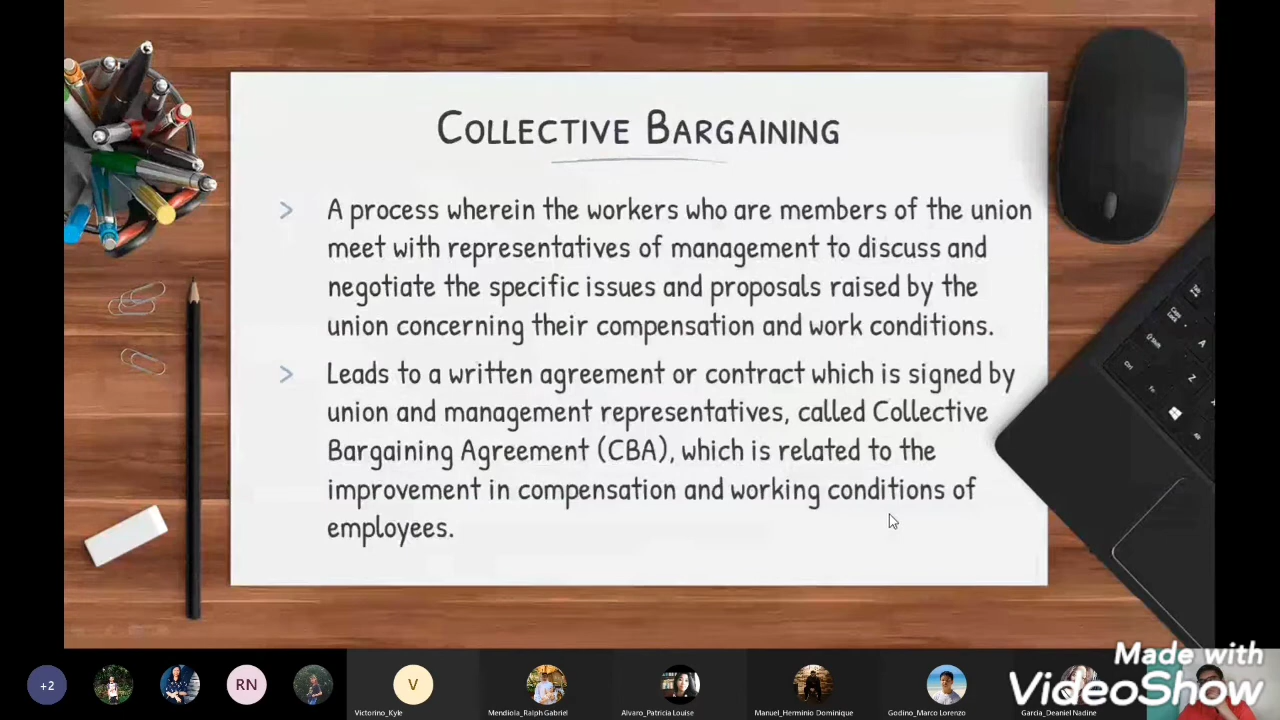 COLLECTIVE BARGAINING
> A process wherein the workers who are members of the union
meet with representatives of management to discuss and
negotiate the specific issues and proposals raised by the
union concerning their compensation and work conditions.
> Leads to a written agreement or contract which is signed by
union and management representatives, called Collective
Bargaining Agreement (CBA), which is related to the
improvement in compensation and working conditions of
employees.
Made with
VideoShow
+2
RN
V
Victorino_Kyle
Mendiola_Ralph Gabriel
Alvaro_Patricia Louise
Manuel_Herminio Dominique
Godino_Marco Lorenzo
Garcia_Deaniel Nadine